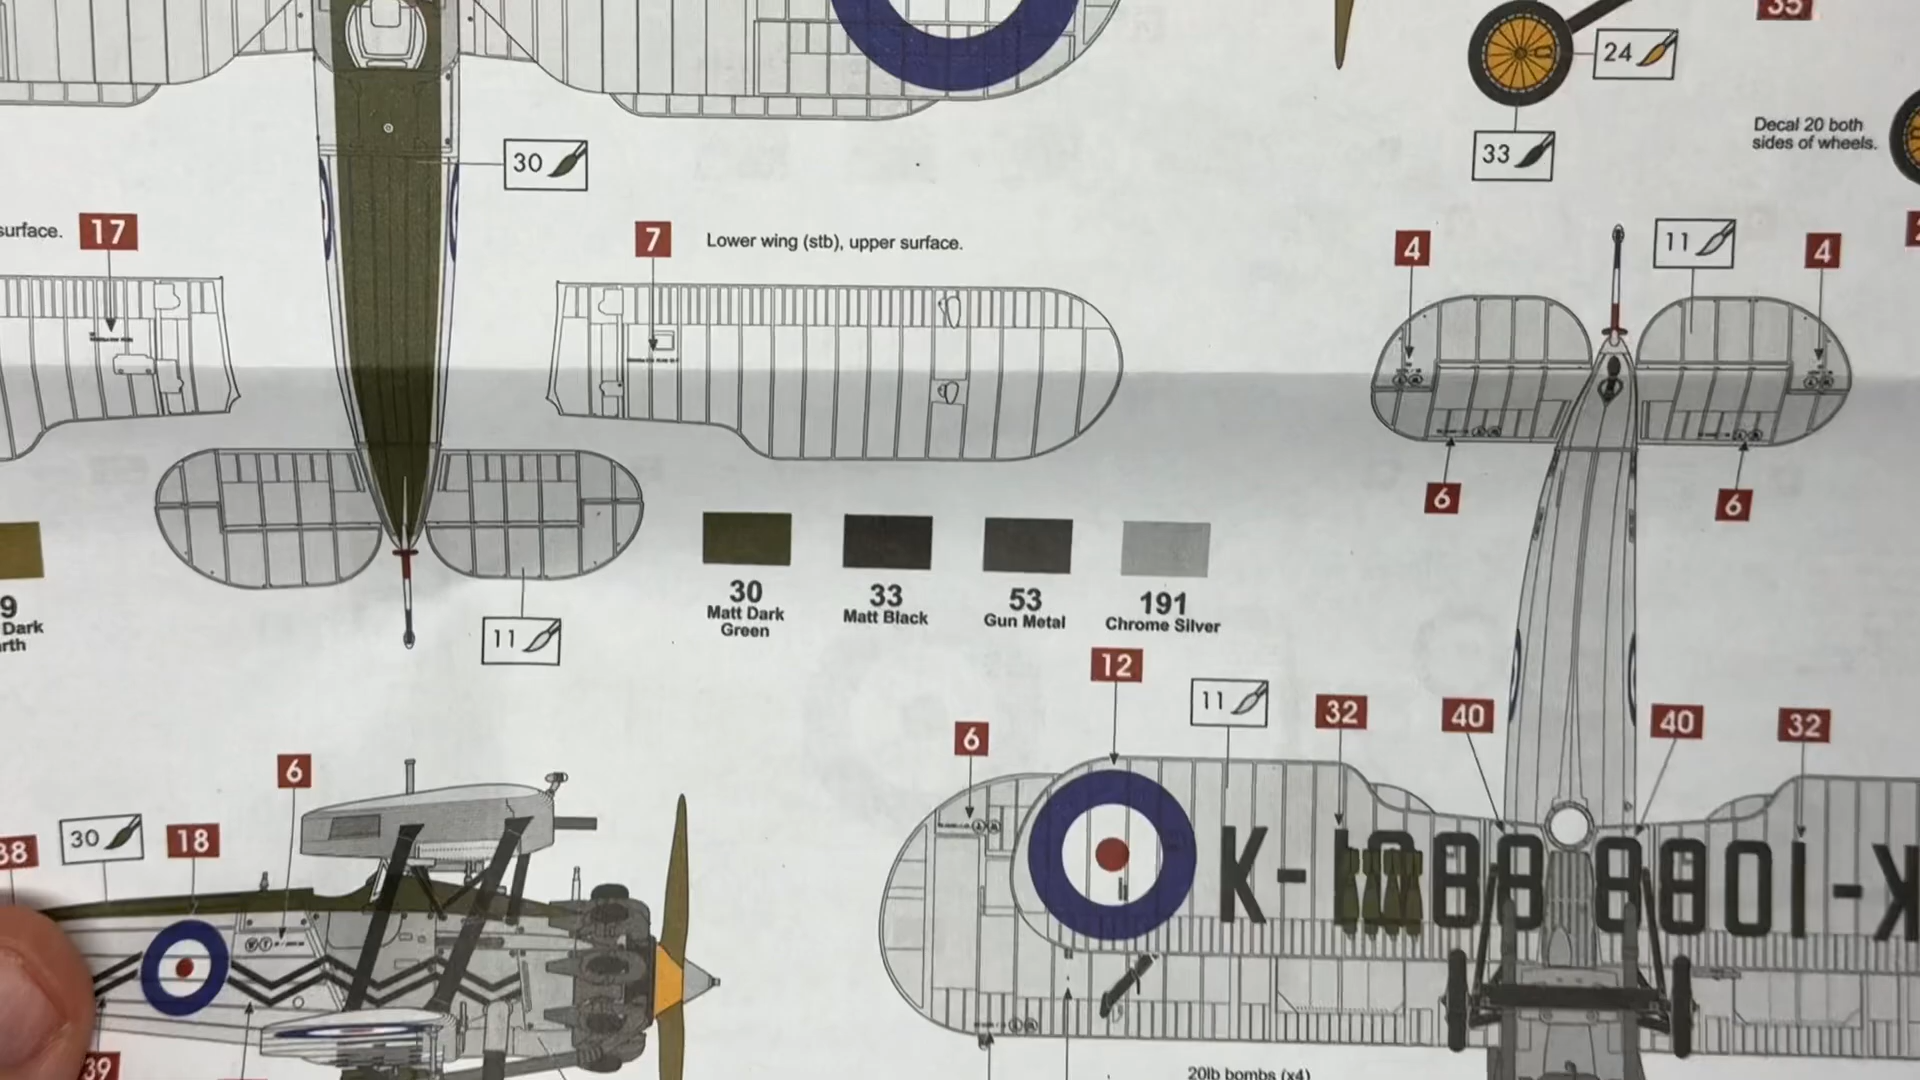 35
24
33
Decal 20 both
sides of wheels.
30
surface.
17
7
Lower wing (stb), upper surface.
4
11
4
6
6
9
Dark
rth
30
Matt Dark
Green
33
Matt Black
53
Gun Metal
191
Chrome Silver
11
12
11
32
40
40
32
6
6
30
18
38
39
K-1088
8801-K
20lb bombs (x4)